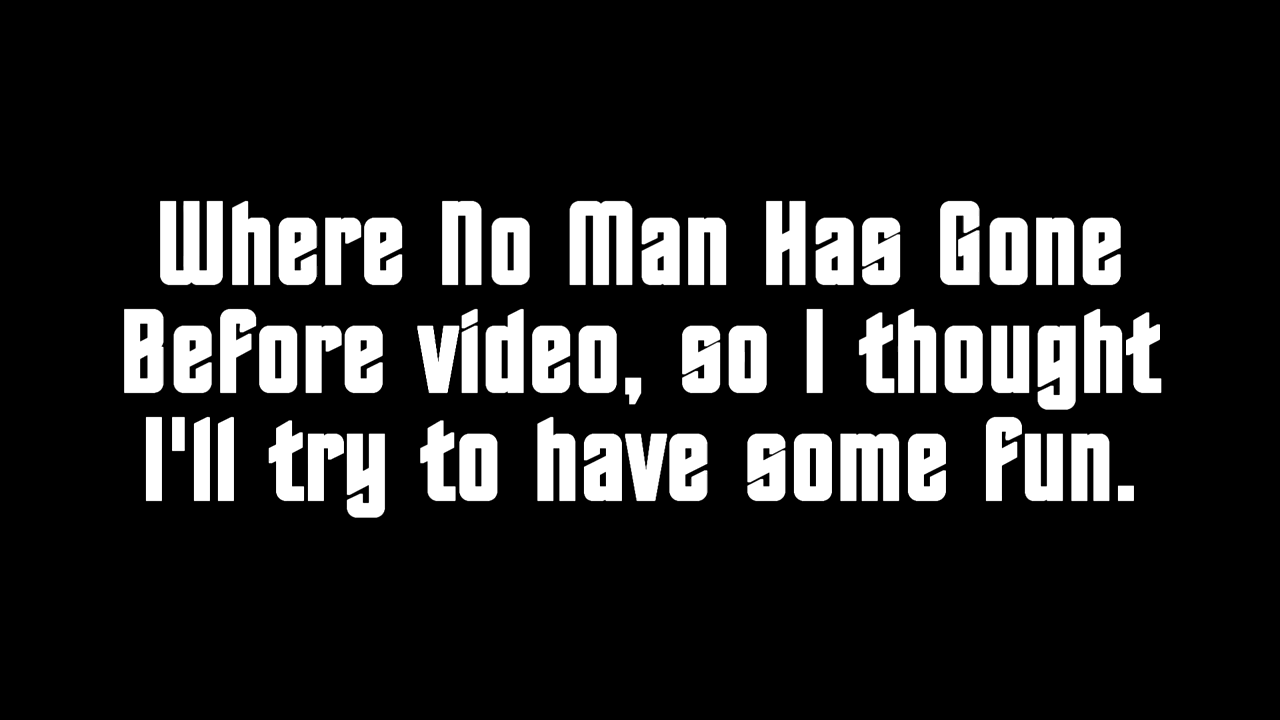 Where No Man Has Gone
Before video, so I thought
I'll try to have some fun.